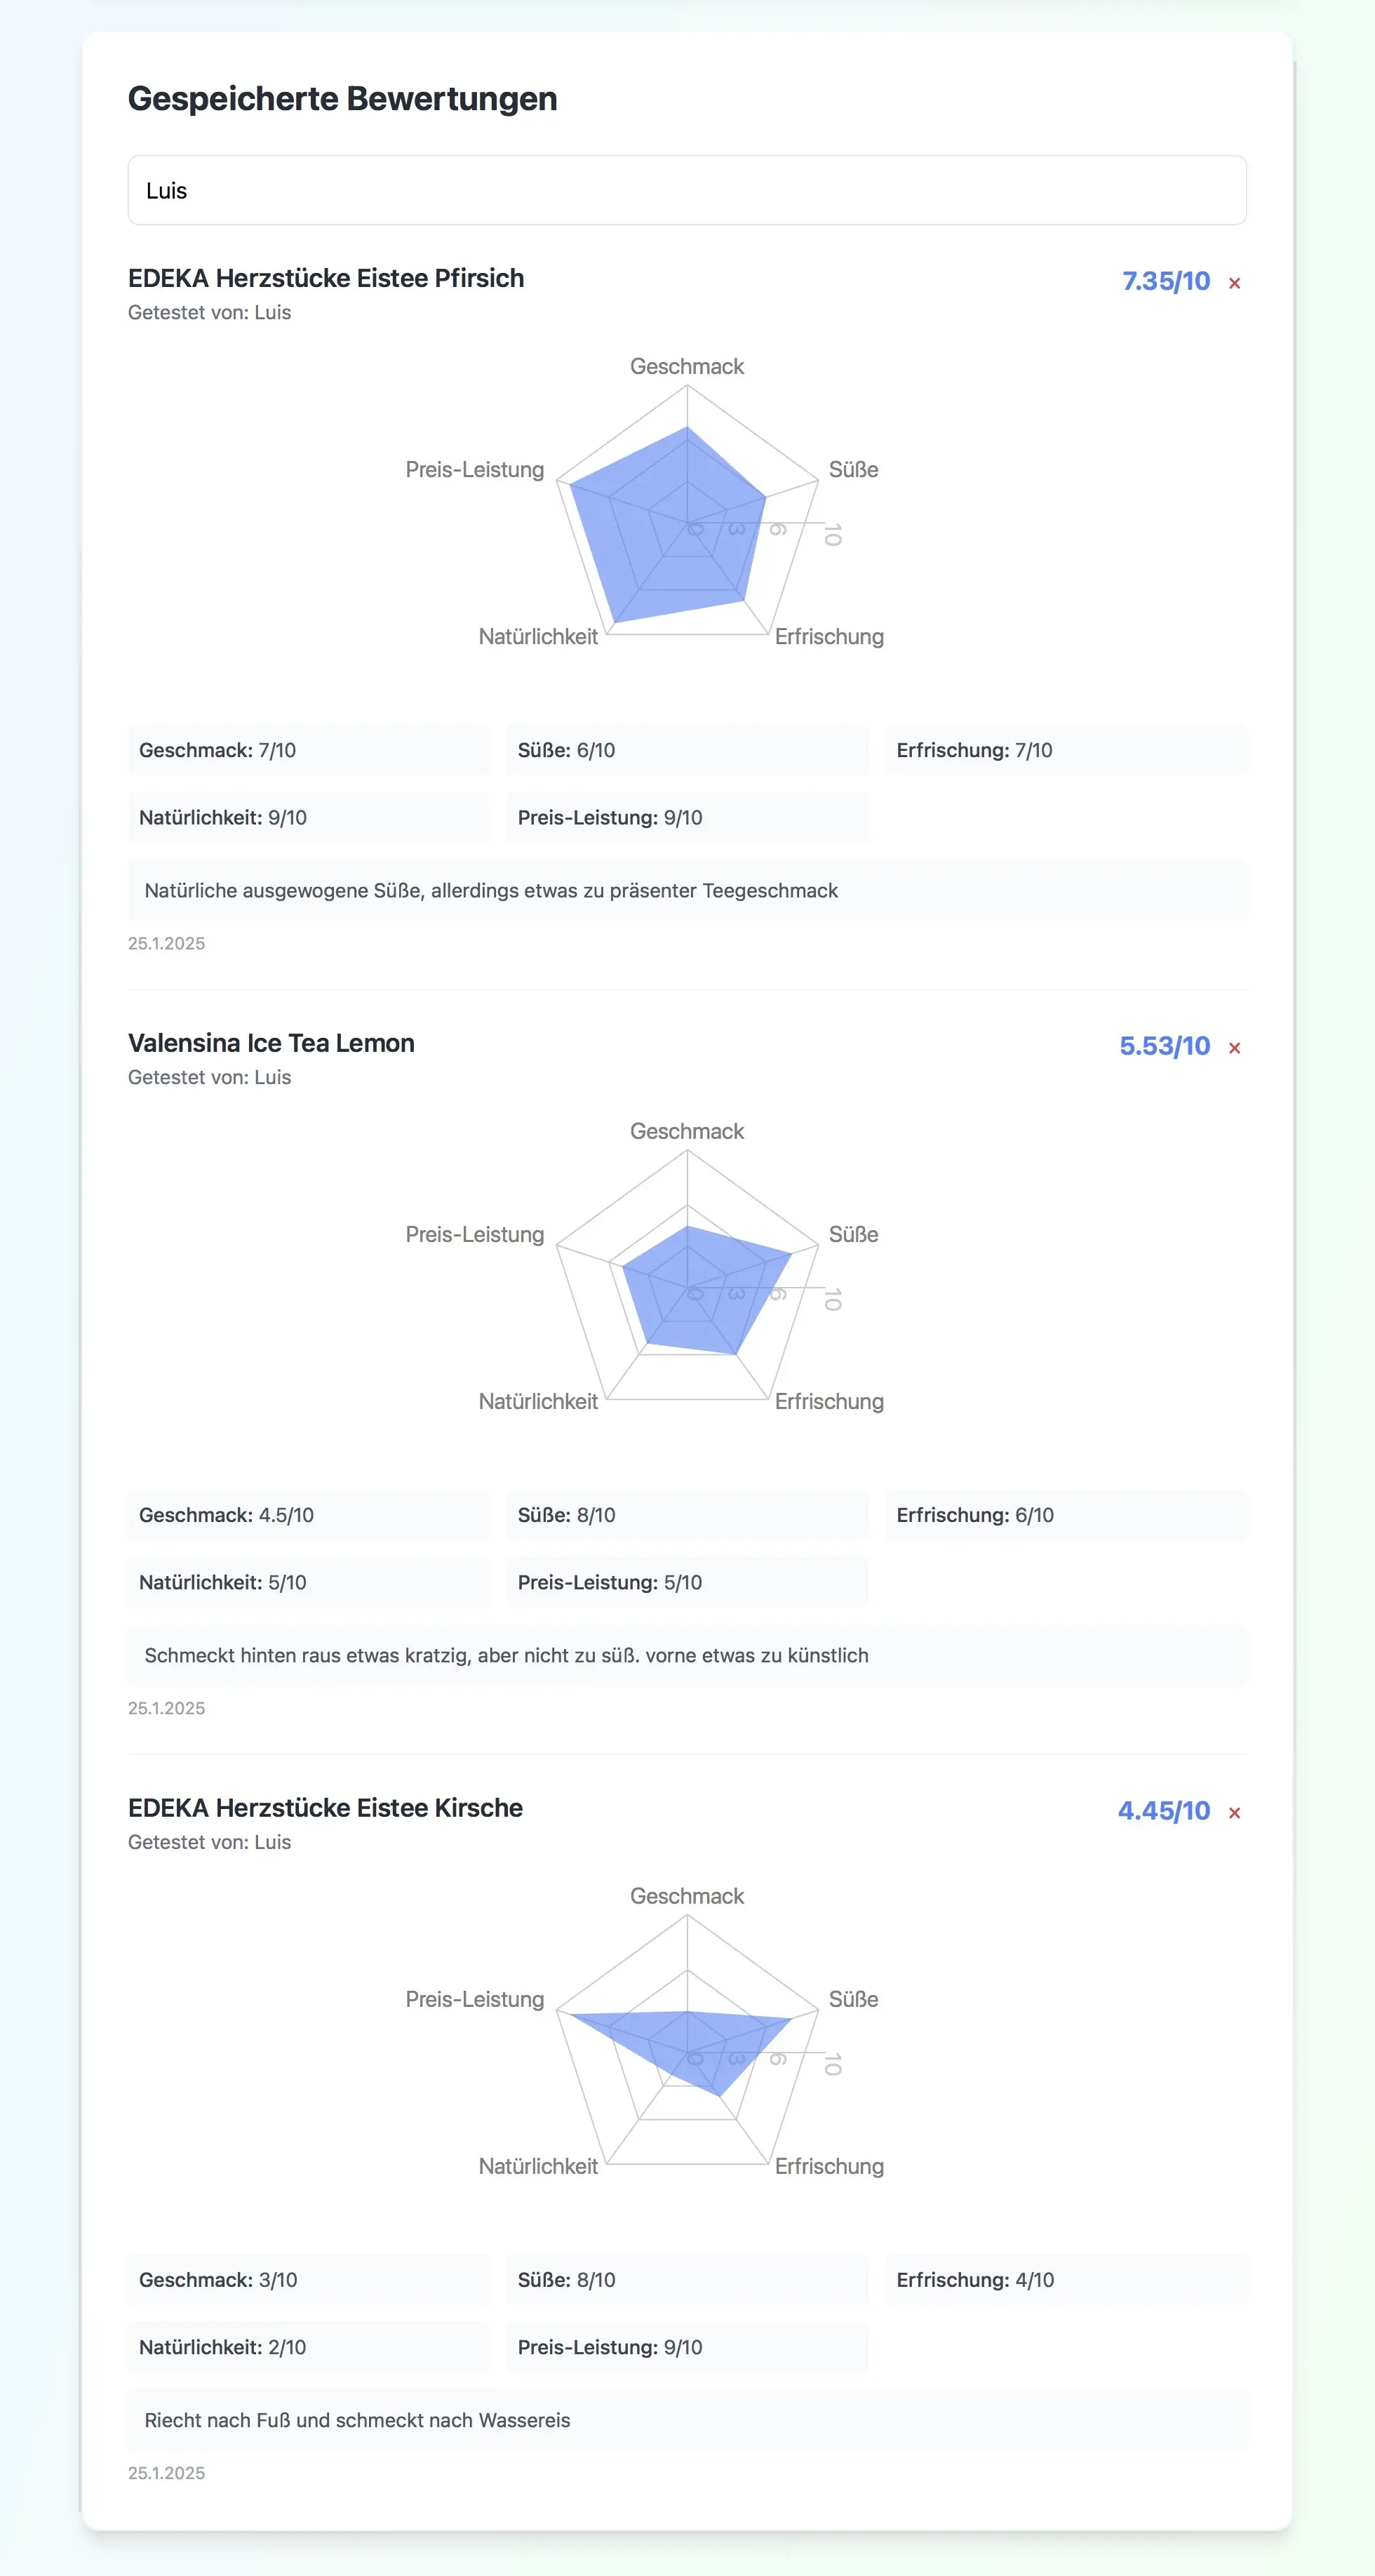 Gespeicherte Bewertungen
Luis
EDEKA Herzstücke Eistee Pfirsich
7.35/10 ×
Getestet von: Luis
Geschmack
Preis-Leistung
Süße
0 3 6 10
Natürlichkeit
Erfrischung
Geschmack: 7/10
Süße: 6/10
Erfrischung: 7/10
Natürlichkeit: 9/10
Preis-Leistung: 9/10
Natürliche ausgewogene Süße, allerdings etwas zu präsenter Teegeschmack
25.1.2025
Valensina Ice Tea Lemon
5.53/10 ×
Getestet von: Luis
Geschmack
Preis-Leistung
Süße
0 3 6 10
Natürlichkeit
Erfrischung
Geschmack: 4.5/10
Süße: 8/10
Erfrischung: 6/10
Natürlichkeit: 5/10
Preis-Leistung: 5/10
Schmeckt hinten raus etwas kratzig, aber nicht zu süß. vorne etwas zu künstlich
25.1.2025
EDEKA Herzstücke Eistee Kirsche
4.45/10 ×
Getestet von: Luis
Geschmack
Preis-Leistung
Süße
0 3 6 10
Natürlichkeit
Erfrischung
Geschmack: 3/10
Süße: 8/10
Erfrischung: 4/10
Natürlichkeit: 2/10
Preis-Leistung: 9/10
Riecht nach Fuß und schmeckt nach Wassereis
25.1.2025